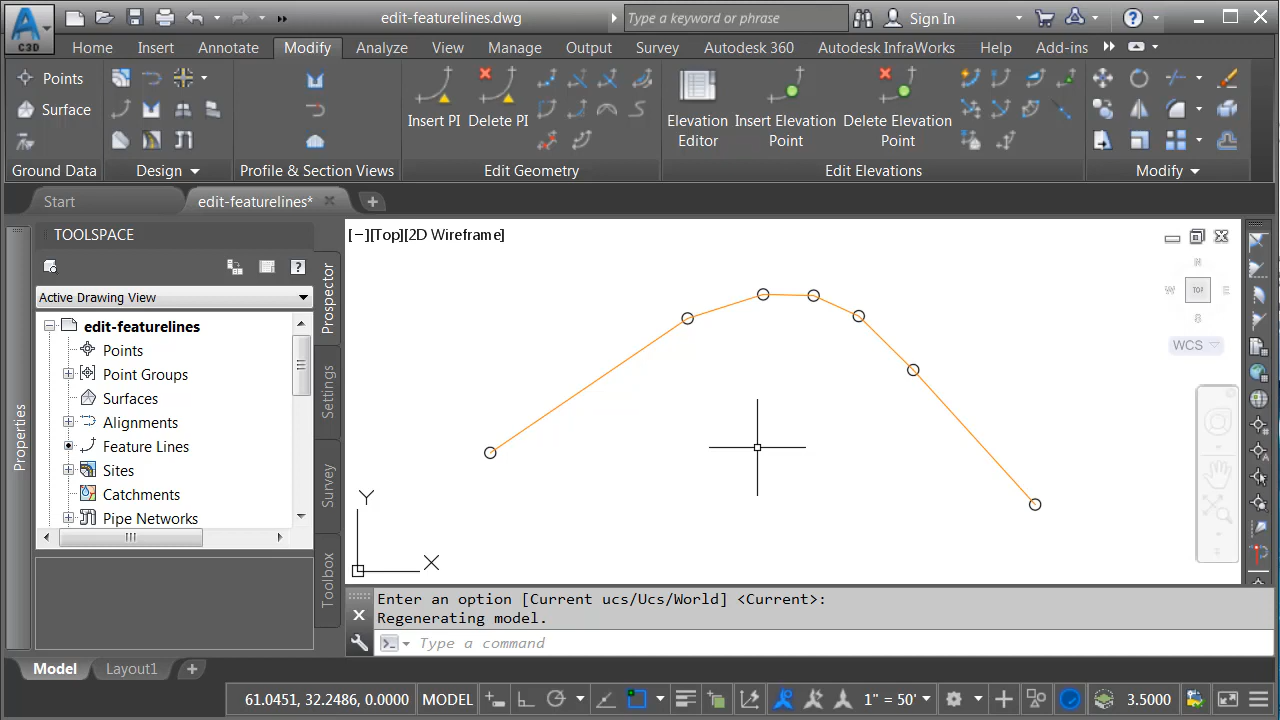 C3D
edit-featurelines.dwg
Type a keyword or phrase
Sign In
Home Insert Annotate Modify Analyze View Manage Output Survey Autodesk 360 Autodesk InfraWorks Help Add-ins
Points
Surface
Insert PI
Delete PI
Elevation
Editor
Insert Elevation
Point
Delete Elevation
Point
Ground Data
Design
Profile & Section Views
Edit Geometry
Edit Elevations
Modify
Start
edit-featurelines*
TOOLSPACE
Active Drawing View
edit-featurelines
Points
Point Groups
Surfaces
Alignments
Feature Lines
Sites
Catchments
Pipe Networks
Properties
Prospector
Settings
Survey
Toolbox
[−][Top][2D Wireframe]
N
W
TOP
E
S
WCS
Y
X
Enter an option [Current ucs/Ucs/World] <Current>:
Regenerating model.
Type a command
Model
Layout1
61.0451, 32.2486, 0.0000
MODEL
1" = 50'
3.5000